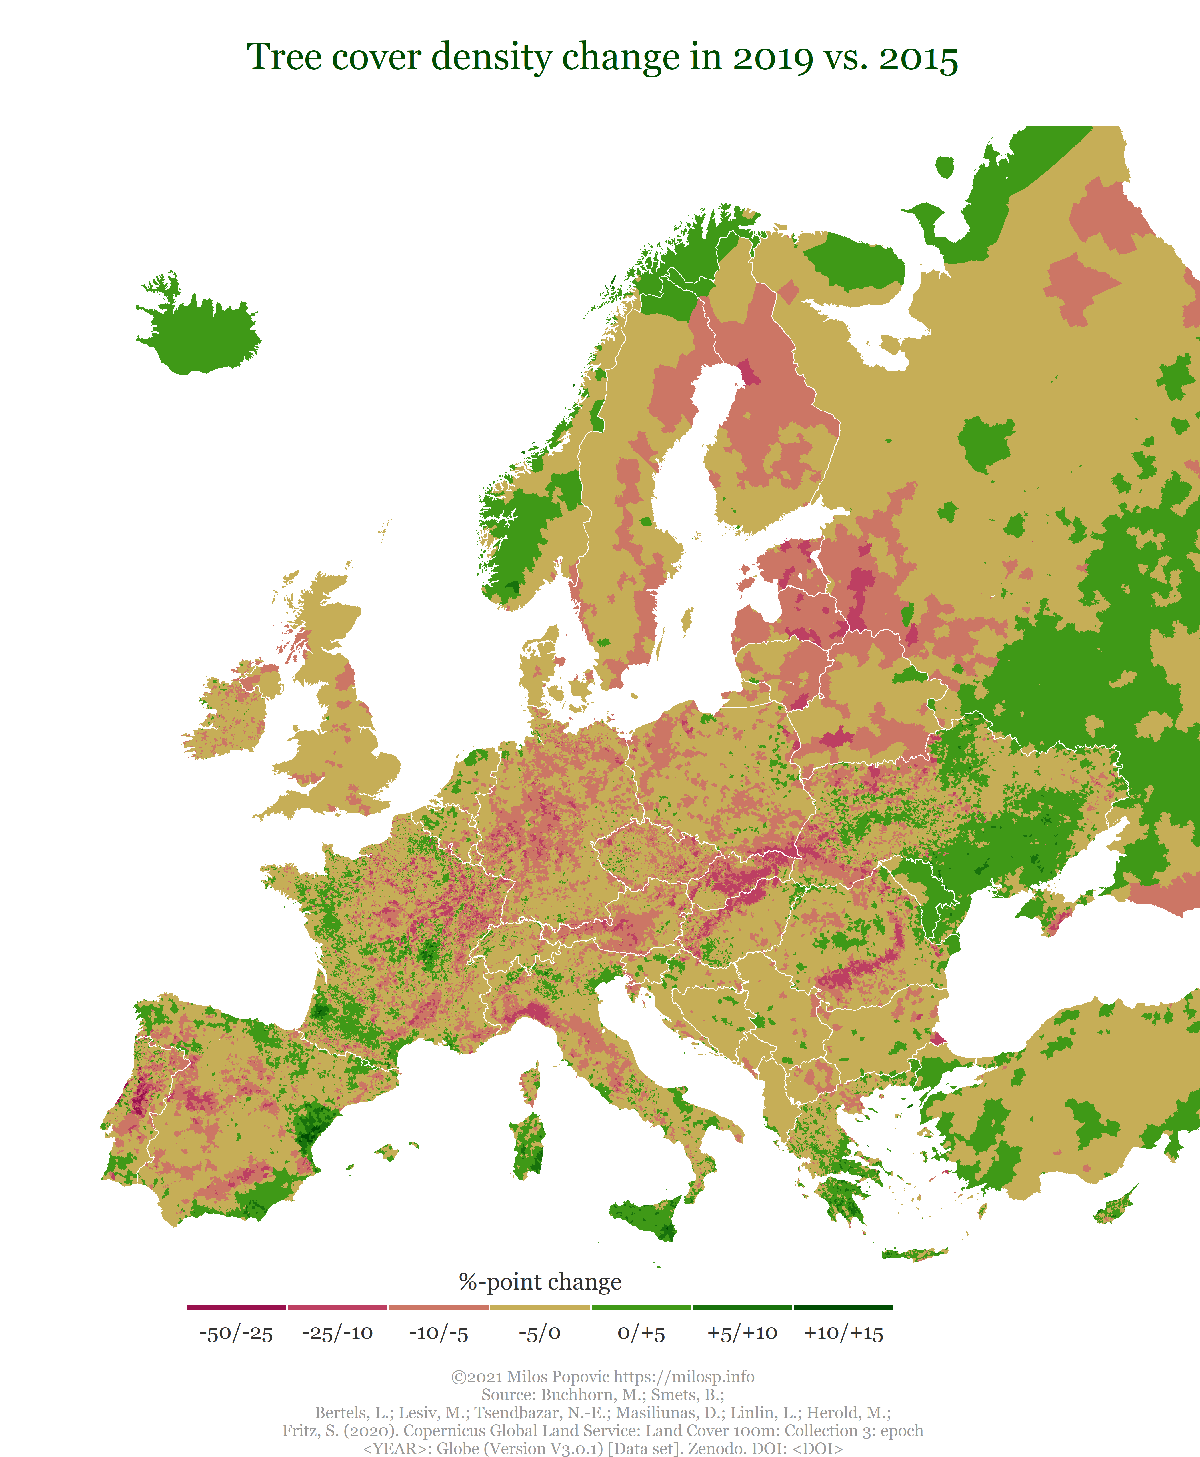 Tree cover density change in 2019 vs. 2015
%-point change
-50/-25 -25/-10 -10/-5 -5/0 0/+5 +5/+10 +10/+15
©2021 Milos Popovic https://milosp.info
Source: Buchhorn, M.; Smets, B.;
Bertels, L.; Lesiv, M.; Tsendbazar, N.-E.; Masiliunas, D.; Linlin, L.; Herold, M.;
Fritz, S. (2020). Copernicus Global Land Service: Land Cover 100m: Collection 3: epoch
<YEAR>: Globe (Version V3.0.1) [Data set]. Zenodo. DOI: <DOI>